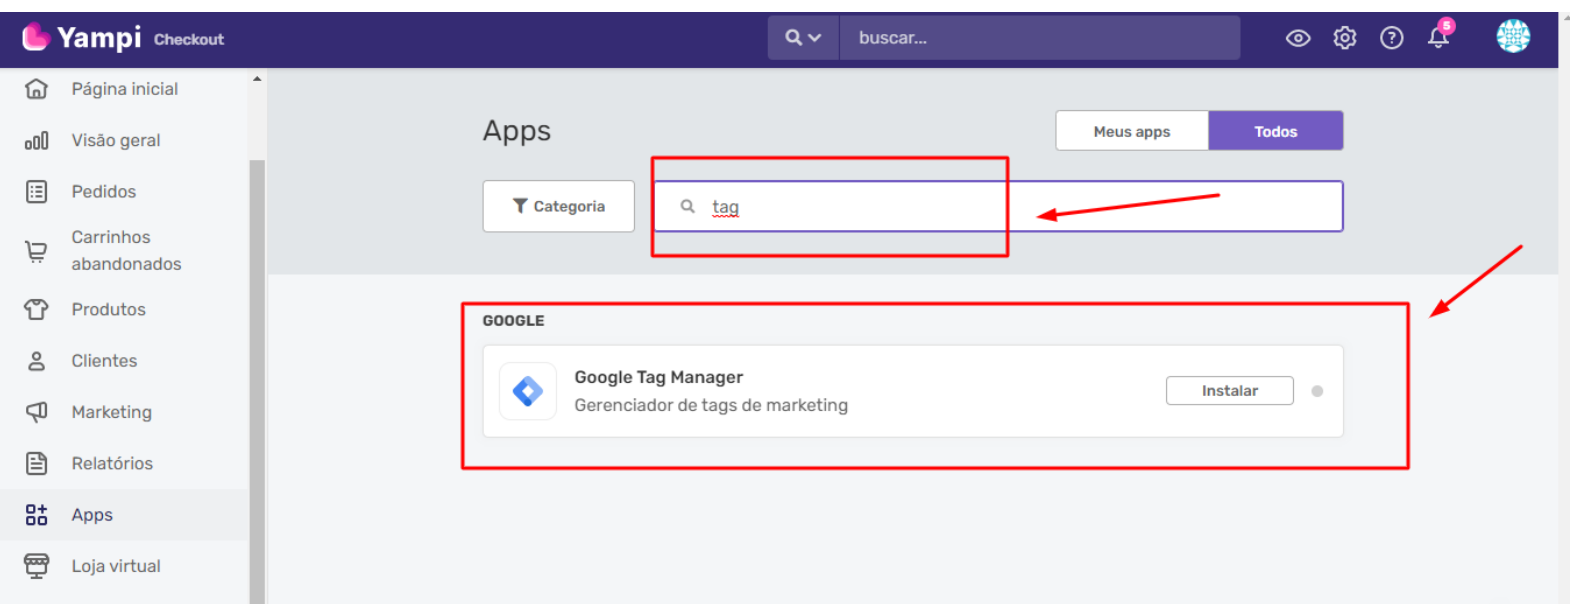 Yampi Checkout
buscar...
5
Página inicial
Visão geral
Pedidos
Carrinhos
abandonados
Produtos
Clientes
Marketing
Relatórios
Apps
Loja virtual
Apps
Meus apps
Todos
Categoria
tag
GOOGLE
Google Tag Manager
Gerenciador de tags de marketing
Instalar